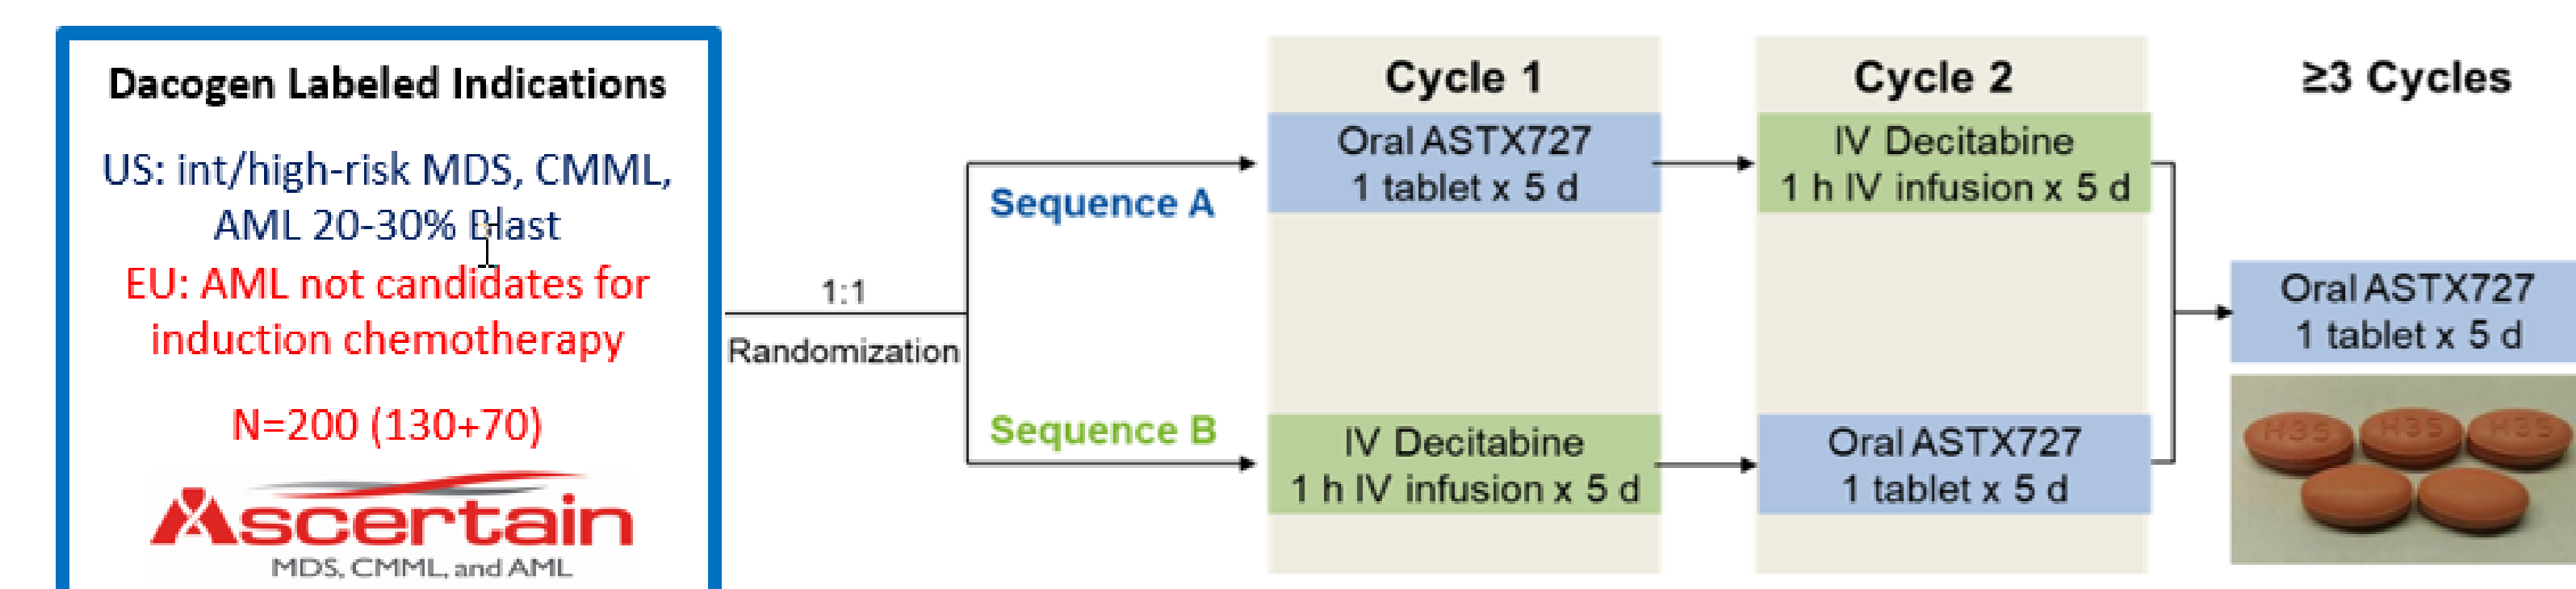 Dacogen Labeled Indications
US: int/high-risk MDS, CMML,
AML 20-30% Blast
EU: AML not candidates for
induction chemotherapy
N=200 (130+70)
Ascertain
MDS, CMML, and AML
1:1
Randomization
Sequence A
Sequence B
Cycle 1
Oral ASTX727
1 tablet x 5 d
IV Decitabine
1 h IV infusion x 5 d
Cycle 2
IV Decitabine
1 h IV infusion x 5 d
Oral ASTX727
1 tablet x 5 d
≥3 Cycles
Oral ASTX727
1 tablet x 5 d
H35 H35 H35